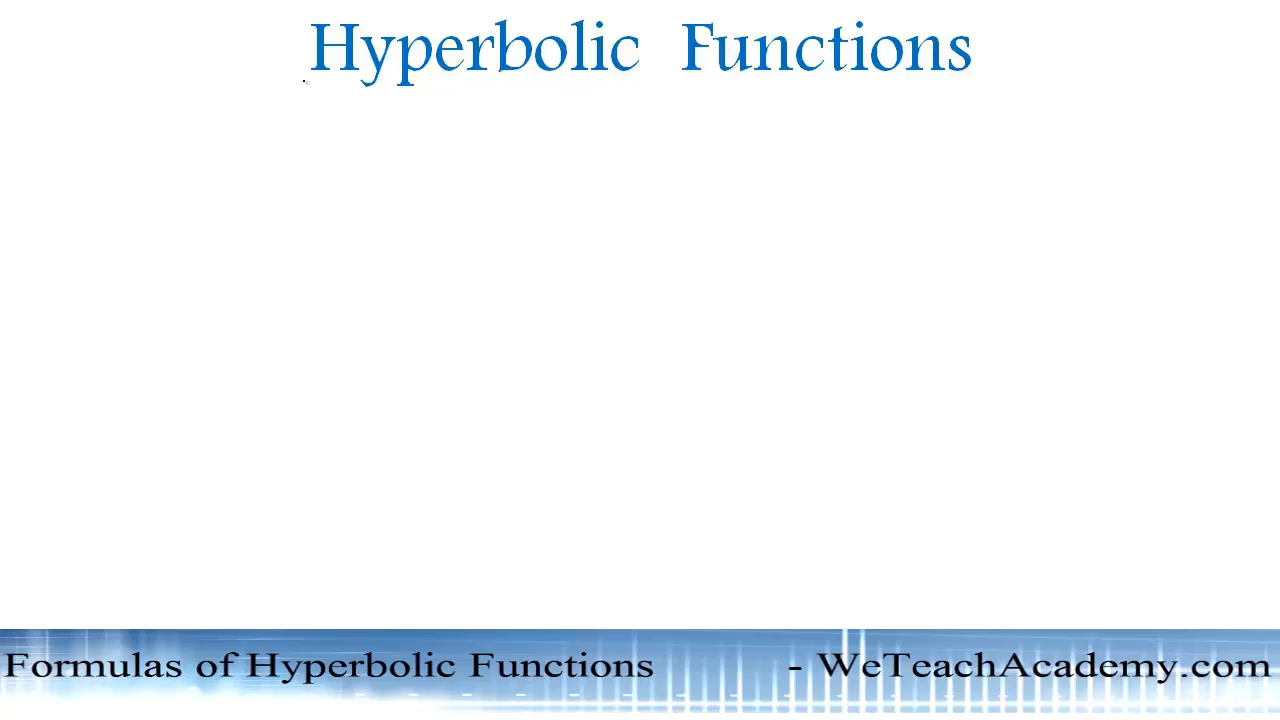 Hyperbolic Functions
Formulas of Hyperbolic Functions - WeTeachAcademy.com